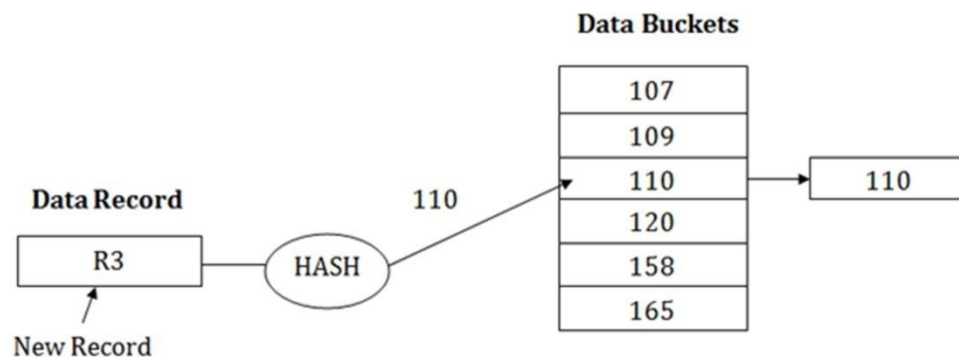 Data Buckets
107
109
110
120
158
165
110
110
Data Record
R3
HASH
New Record